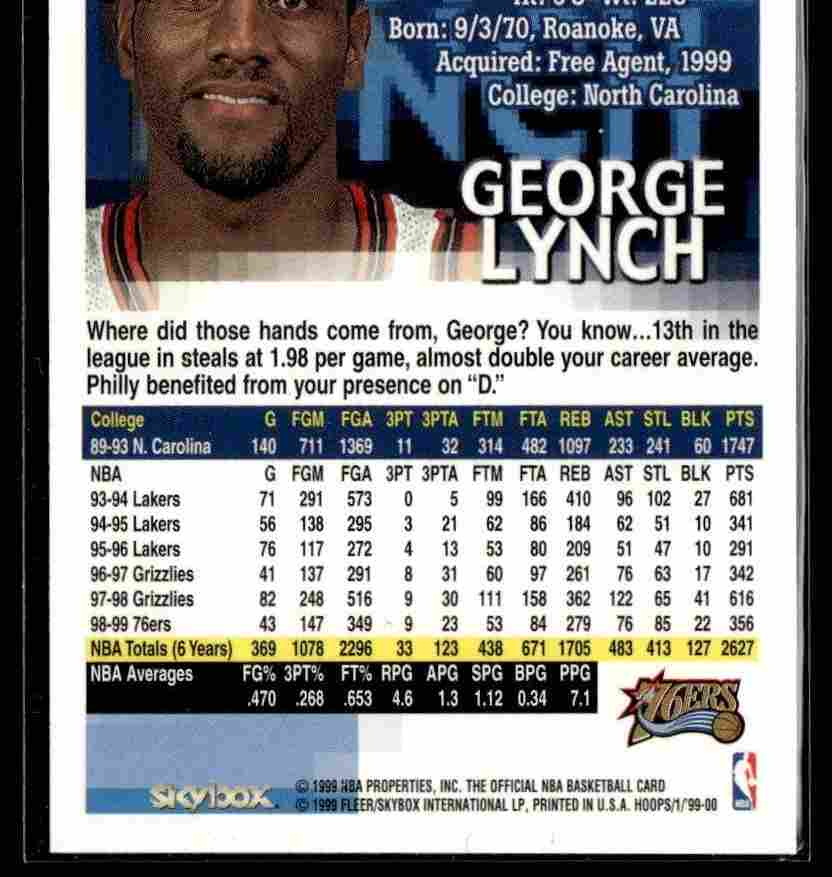 Born: 9/3/70, Roanoke, VA
Acquired: Free Agent, 1999
College: North Carolina
GEORGE
LYNCH
Where did those hands come from, George? You know...13th in the
league in steals at 1.98 per game, almost double your career average.
Philly benefited from your presence on “D.”
College G FGM FGA 3PT 3PTA FTM FTA REB AST STL BLK PTS
89-93 N. Carolina 140 711 1369 11 32 314 482 1097 233 241 60 1747
NBA G FGM FGA 3PT 3PTA FTM FTA REB AST STL BLK PTS
93-94 Lakers 71 291 573 0 5 99 166 410 96 102 27 681
94-95 Lakers 56 138 295 3 21 62 86 184 62 51 10 341
95-96 Lakers 76 117 272 4 13 53 80 209 51 47 10 291
96-97 Grizzlies 41 137 291 8 31 60 97 261 76 63 17 342
97-98 Grizzlies 82 248 516 9 30 111 158 362 122 65 41 616
98-99 76ers 43 147 349 9 23 53 84 279 76 85 22 356
NBA Totals (6 Years) 369 1078 2296 33 123 438 671 1705 483 413 127 2627
NBA Averages FG% 3PT% FT% RPG APG SPG BPG PPG
.470 .268 .653 4.6 1.3 1.12 0.34 7.1
76ERS
skybox
© 1999 NBA PROPERTIES, INC. THE OFFICIAL NBA BASKETBALL CARD
© 1999 FLEER/SKYBOX INTERNATIONAL LP, PRINTED IN U.S.A. HOOPS/1/'99-00
NBA